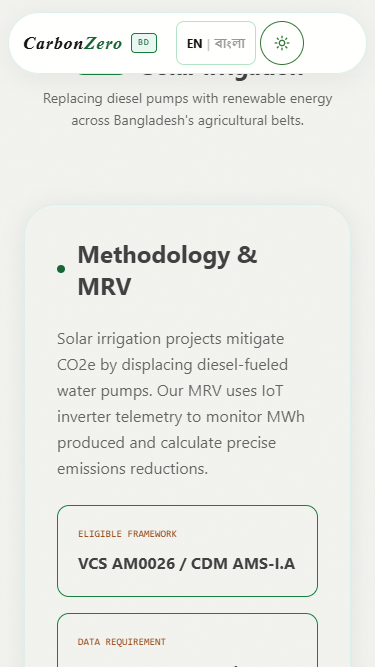 CarbonZero BD EN | বাংলা
Solar Irrigation
Replacing diesel pumps with renewable energy
across Bangladesh's agricultural belts.
Methodology &
MRV
Solar irrigation projects mitigate
CO2e by displacing diesel-fueled
water pumps. Our MRV uses IoT
inverter telemetry to monitor MWh
produced and calculate precise
emissions reductions.
ELIGIBLE FRAMEWORK
VCS AM0026 / CDM AMS-I.A
DATA REQUIREMENT